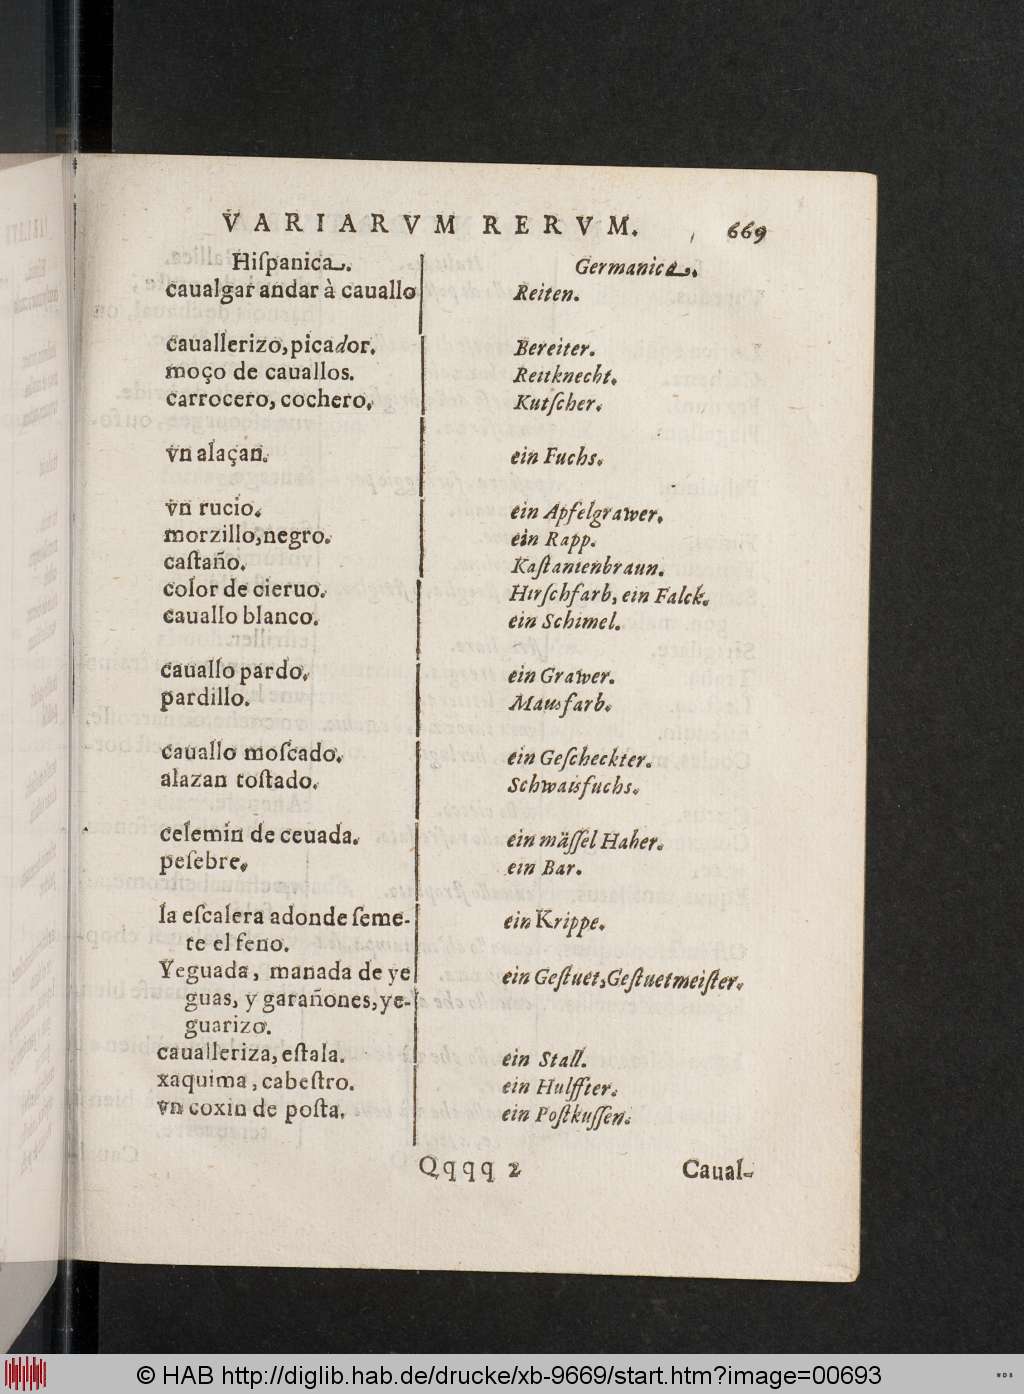 VARIARVM RERVM. 669
Hiſpanica.
caualgar andar à cauallo
cauallerizo, picador.
moço de cauallos.
carrocero, cochero.
vn alaçan.
vn rucio.
morzillo, negro.
caſtaño.
color de cieruo.
cauallo blanco.
cauallo pardo.
pardillo.
cauallo moſcado.
alazan toſtado.
celemin de ceuada.
peſebre.
la eſcalera adonde ſeme-
te el feno.
Yeguada, manada de ye
guas, y garañones, ye-
guarizo.
caualleriza, eſtala.
xaquima, cabeſtro.
vn coxin de poſta.
Germanica.
Reiten.
Bereiter.
Reitknecht.
Kutſcher.
ein Fuchs.
ein Apfelgrawer.
ein Rapp.
Kaſtanienbraun.
Hirſchfarb, ein Falck.
ein Schimel.
ein Grawer.
Mausfarb.
ein Geſcheckter.
Schwaisfuchs.
ein mäſſel Haber.
ein Bar.
ein Krippe.
ein Geſtuet, Geſtuetmeiſter.
ein Stall.
ein Hulffter.
ein Poſtkuſſen.
Qqqq 2 Caual-
© HAB http://diglib.hab.de/drucke/xb-9669/start.htm?image=00693